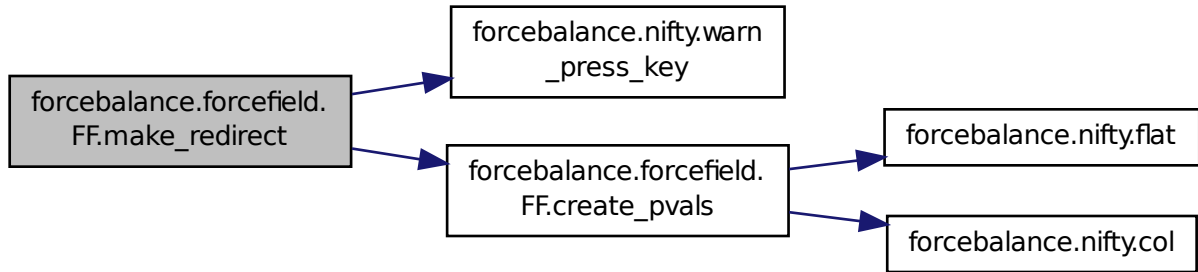 forcebalance.forcefield.
FF.make_redirect
forcebalance.nifty.warn
_press_key
forcebalance.forcefield.
FF.create_pvals
forcebalance.nifty.flat
forcebalance.nifty.col